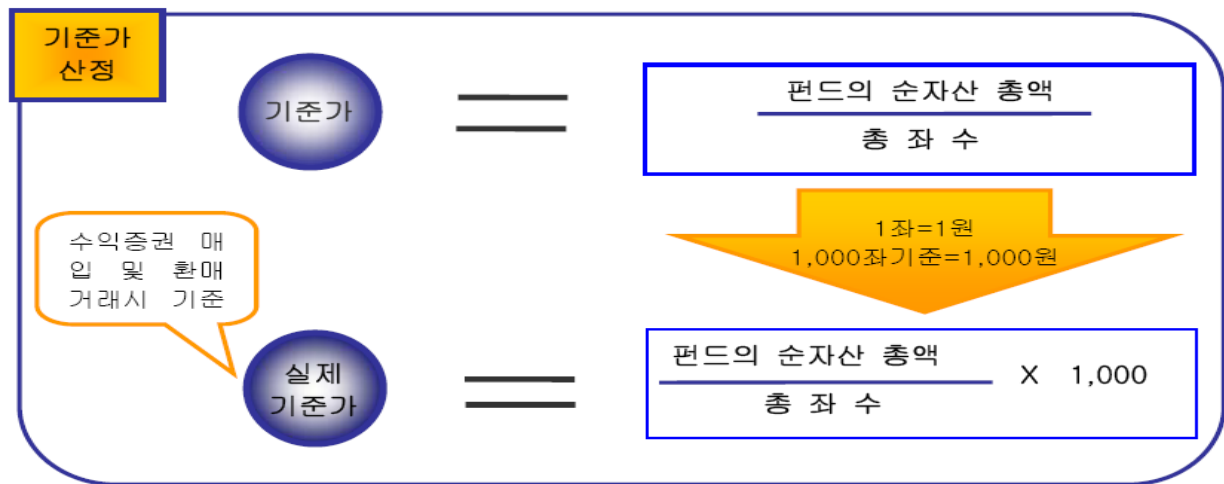 기준가
산정
기준가
펀드의 순자산 총액
총 좌 수
1좌=1원
1,000좌기준=1,000원
수익증권 매
입 및 환매
거래시 기준
실제
기준가
펀드의 순자산 총액
X 1,000
총 좌 수